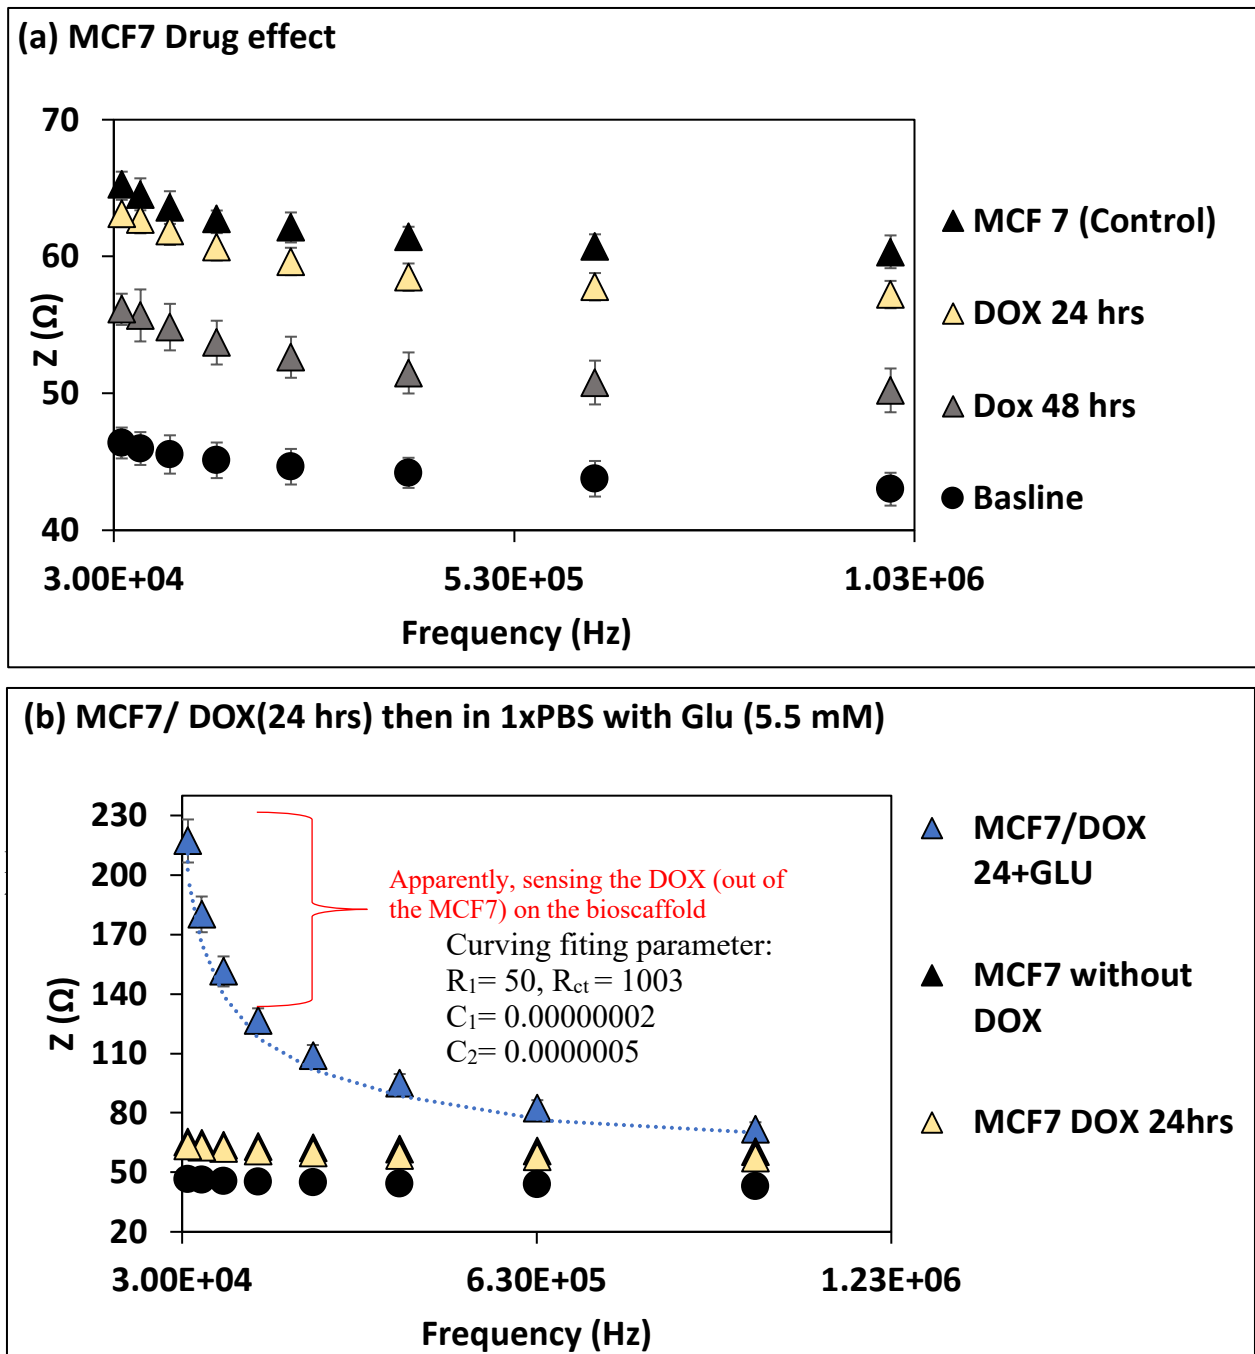 (a) MCF7 Drug effect
70
60
50
40
Z (Ω)
3.00E+04
5.30E+05
1.03E+06
Frequency (Hz)
MCF 7 (Control)
DOX 24 hrs
Dox 48 hrs
Basline
(b) MCF7/ DOX(24 hrs) then in 1xPBS with Glu (5.5 mM)
230
200
170
140
110
80
50
20
Z (Ω)
Apparently, sensing the DOX (out of
the MCF7) on the bioscaffold
Curving fiting parameter:
R₁= 50, Rct = 1003
C₁= 0.00000002
C₂= 0.0000005
3.00E+04
6.30E+05
1.23E+06
Frequency (Hz)
MCF7/DOX
24+GLU
MCF7 without
DOX
MCF7 DOX 24hrs